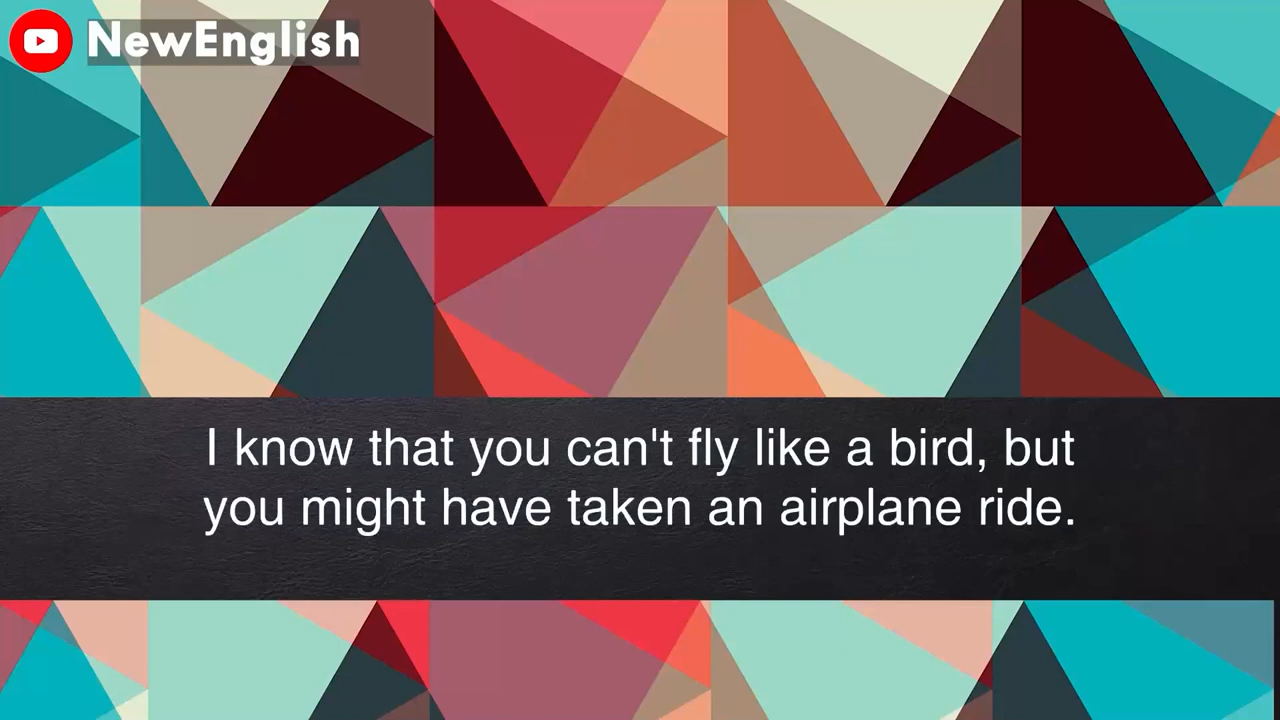 NewEnglish
I know that you can't fly like a bird, but
you might have taken an airplane ride.